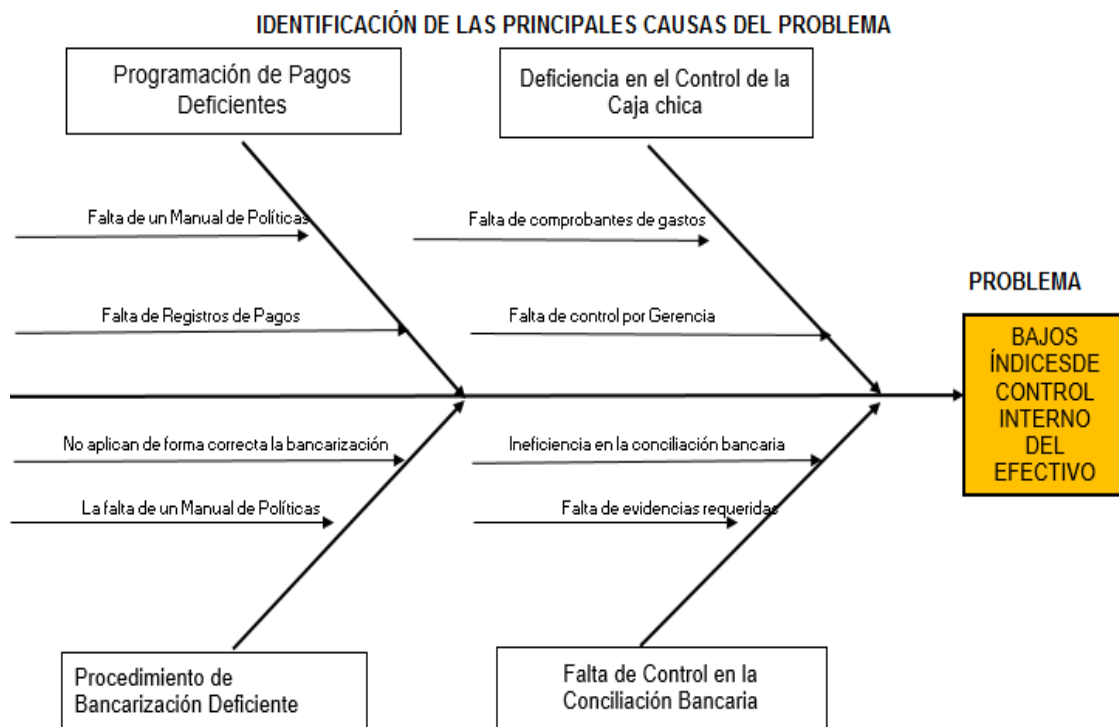 IDENTIFICACIÓN DE LAS PRINCIPALES CAUSAS DEL PROBLEMA
Programación de Pagos
Deficientes
Deficiencia en el Control de la
Caja chica
Falta de un Manual de Políticas
Falta de comprobantes de gastos
Falta de Registros de Pagos
Falta de control por Gerencia
PROBLEMA
BAJOS
ÍNDICESDE
CONTROL
INTERNO
DEL
EFECTIVO
No aplican de forma correcta la bancarización
Ineficiencia en la conciliación bancaria
La falta de un Manual de Políticas
Falta de evidencias requeridas
Procedimiento de
Bancarización Deficiente
Falta de Control en la
Conciliación Bancaria